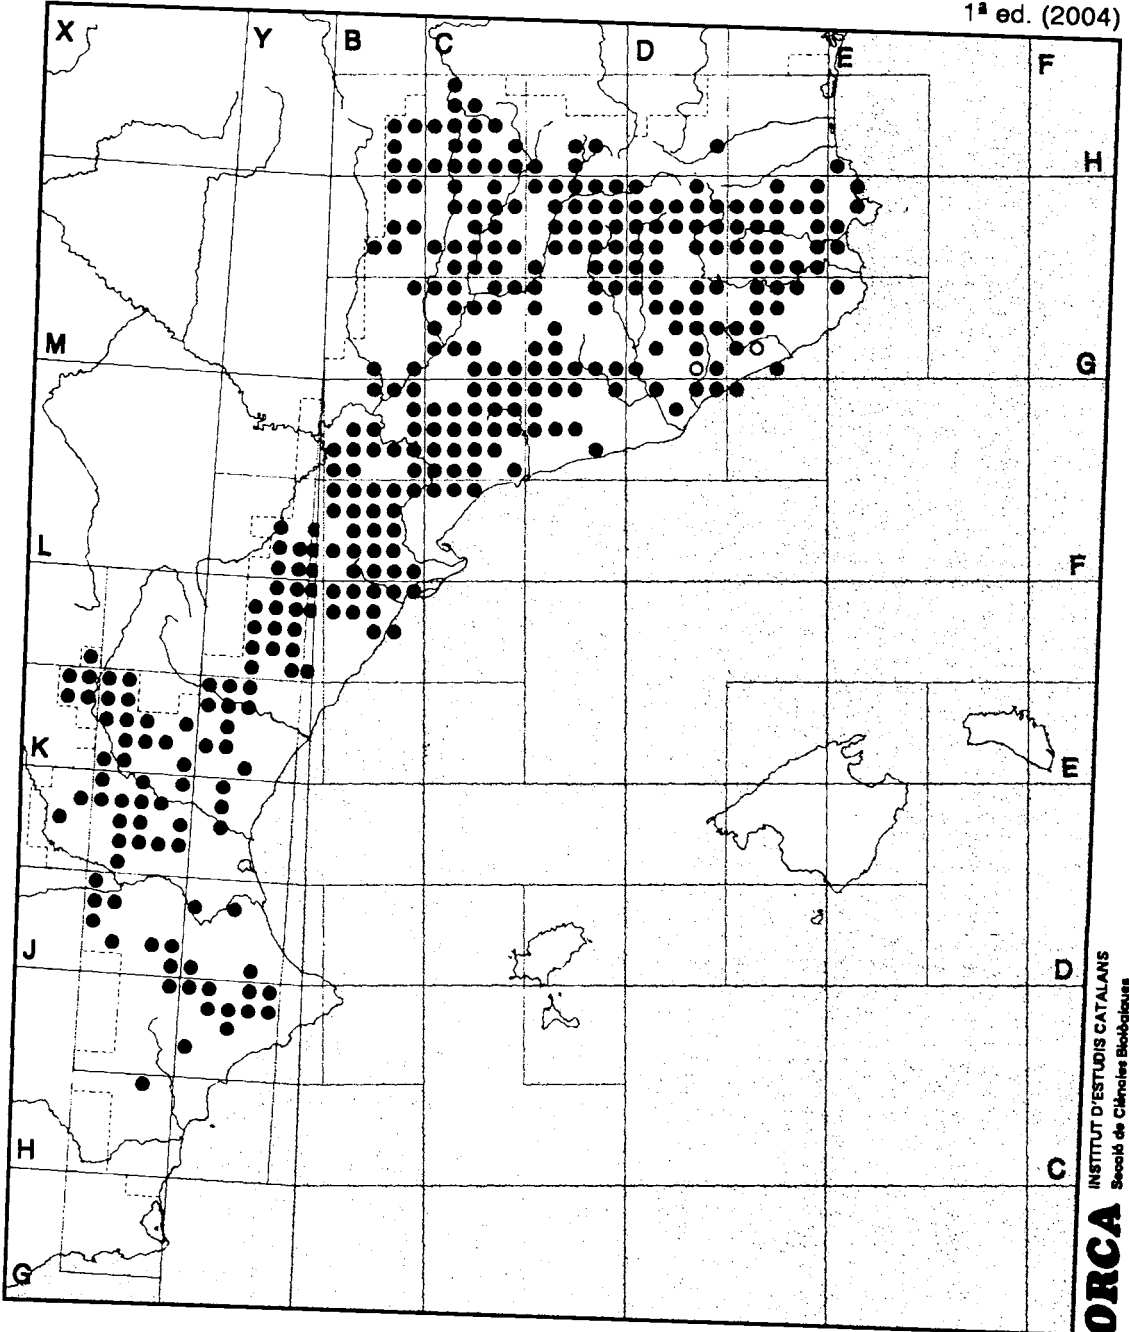 1ª ed. (2004)
X
Y
B
C
D
E
F
H
M
G
L
F
K
E
J
D
H
C
G
INSTITUT D'ESTUDIS CATALANS
Secció de Ciències Biològiques
ORCA